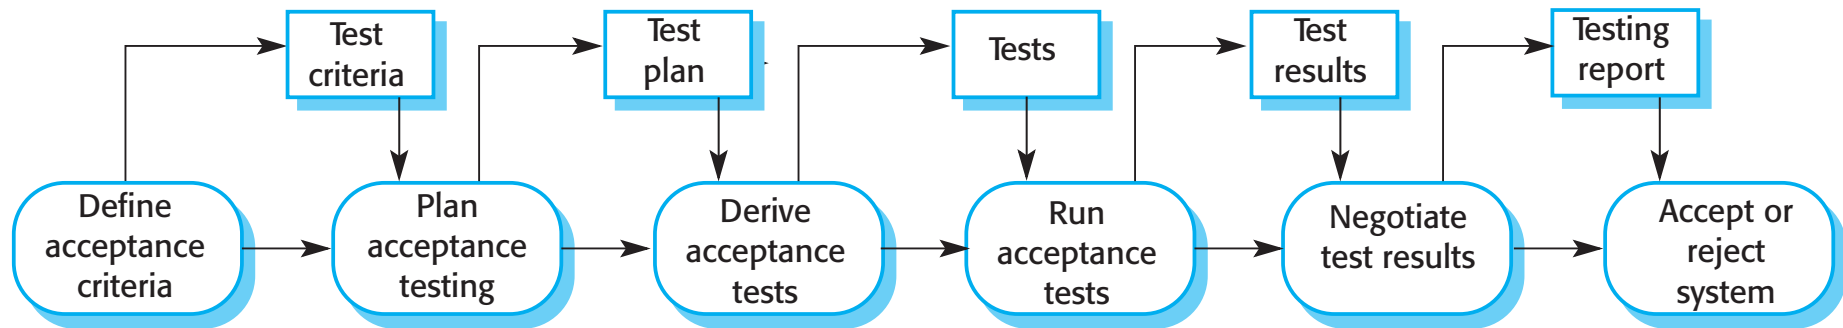 Test
criteria
Test
plan
Tests
Test
results
Testing
report
Define
acceptance
criteria
Plan
acceptance
testing
Derive
acceptance
tests
Run
acceptance
tests
Negotiate
test results
Accept or
reject
system